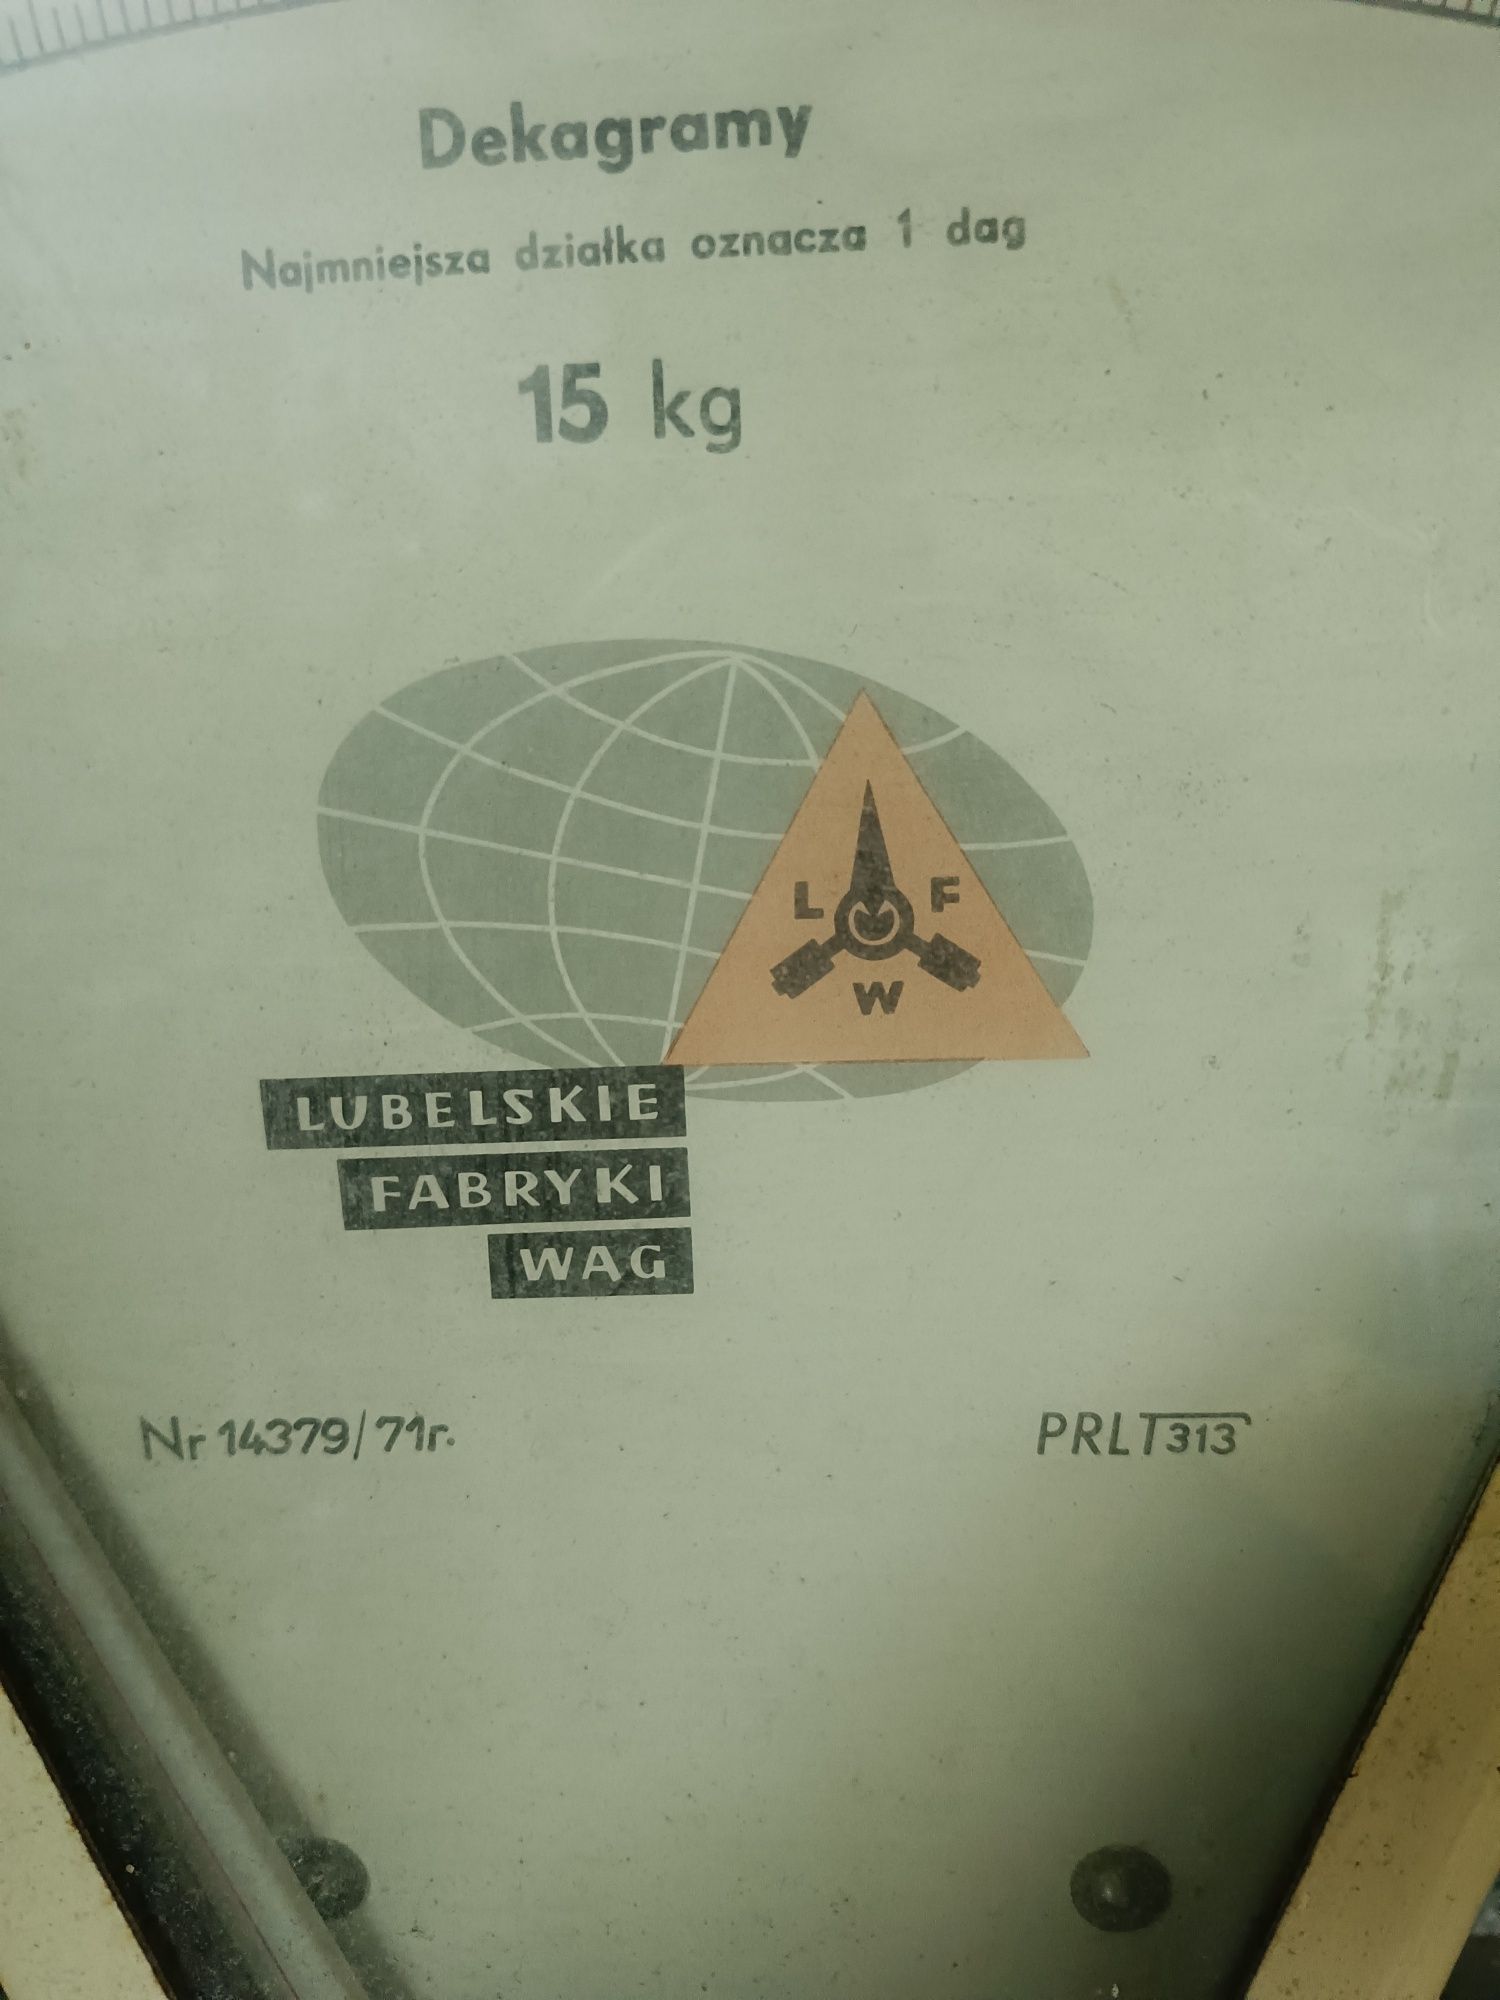 Dekagramy
Najmniejsza działka oznacza 1 dag
15 kg
L F
W
LUBELSKIE
FABRYKI
WAG
Nr 14379/71r.
PRLT313